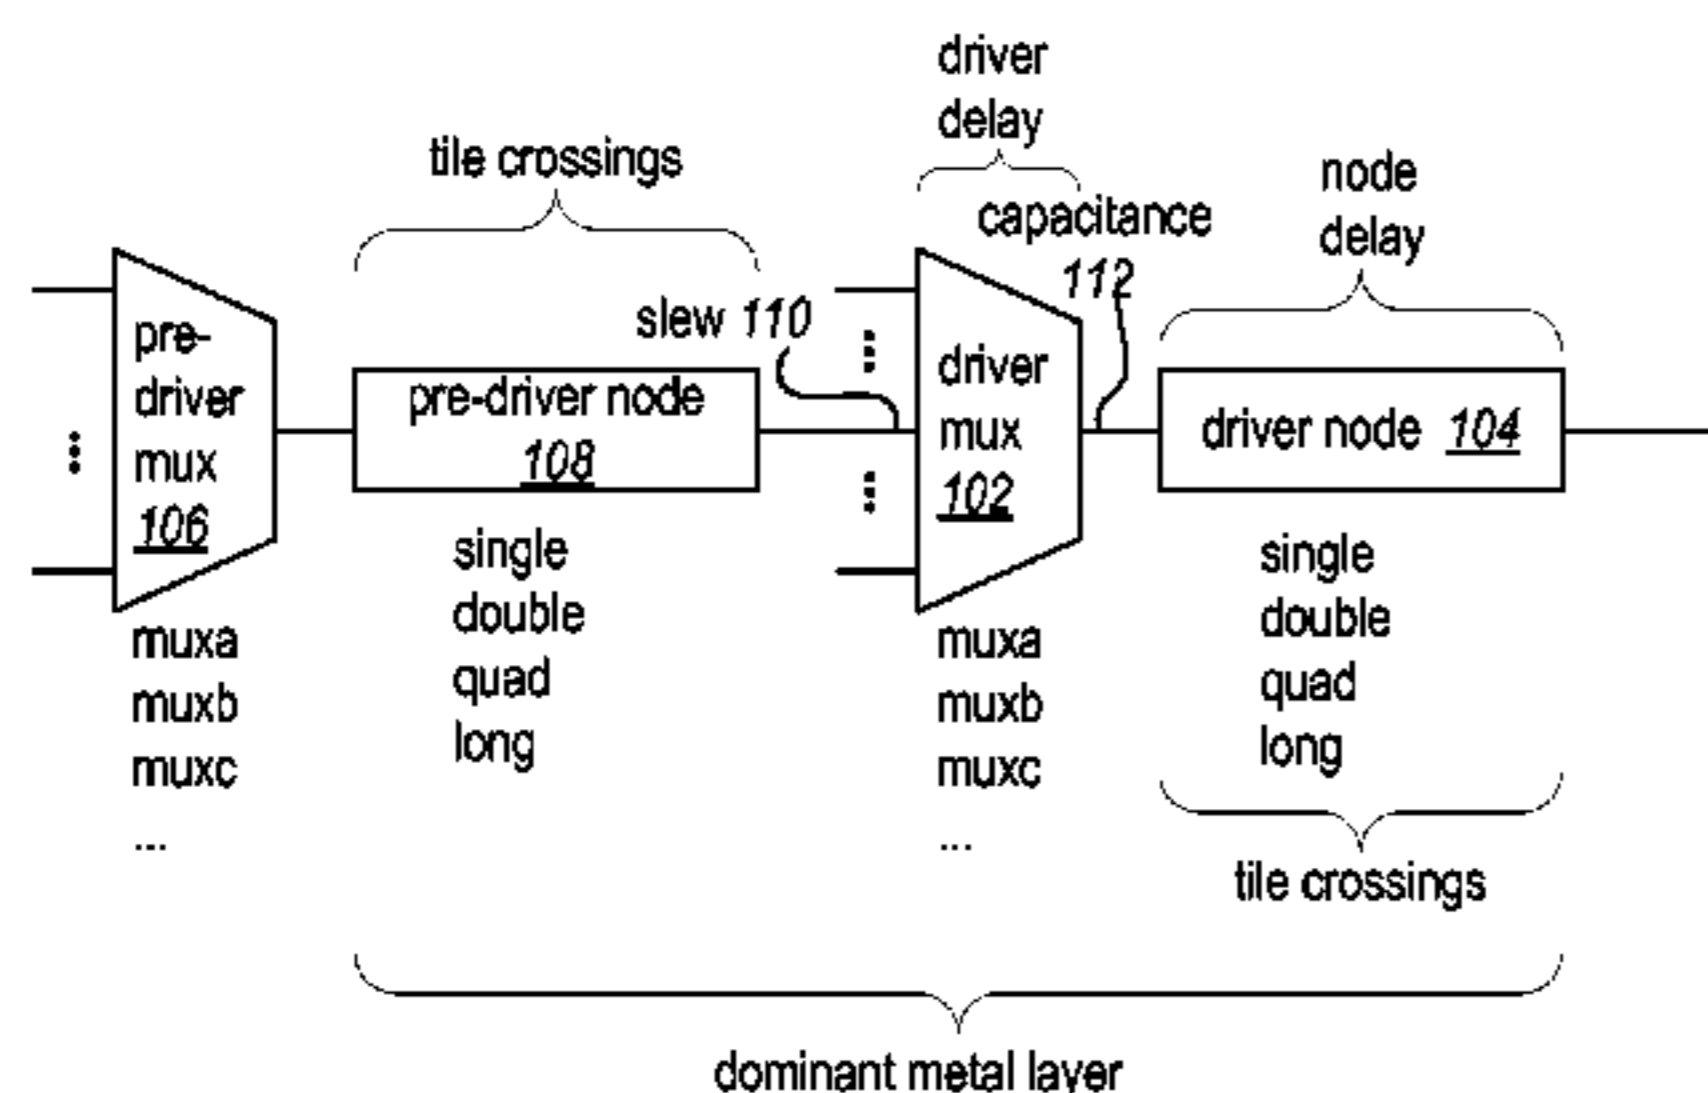 driver
delay
tile crossings
node
delay
capacitance
112
slew 110
pre-
driver
mux
106
pre-driver node
108
driver
mux
102
driver node 104
single
double
quad
long
single
double
quad
long
muxa
muxb
muxc
...
muxa
muxb
muxc
...
tile crossings
dominant metal layer